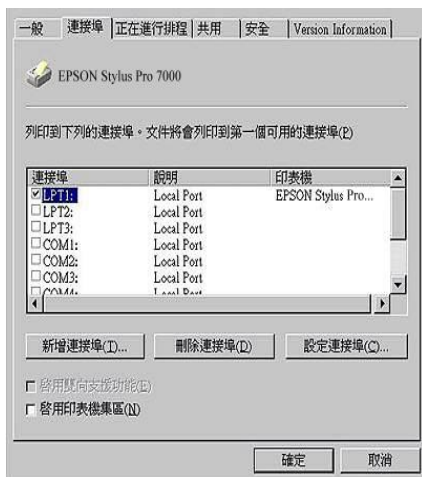 一般 連接埠 正在進行排程 共用 安全 Version Information
EPSON Stylus Pro 7000
列印到下列的連接埠。文件將會列印到第一個可用的連接埠(P)
連接埠 說明 印表機
LPT1: Local Port EPSON Stylus Pro...
LPT2: Local Port
LPT3: Local Port
COM1: Local Port
COM2: Local Port
COM3: Local Port
COM4: Local Port
新增連接埠(T)... 刪除連接埠(D) 設定連接埠(C)...
啓用雙向支援功能(E)
啓用印表機集區(N)
確定 取消